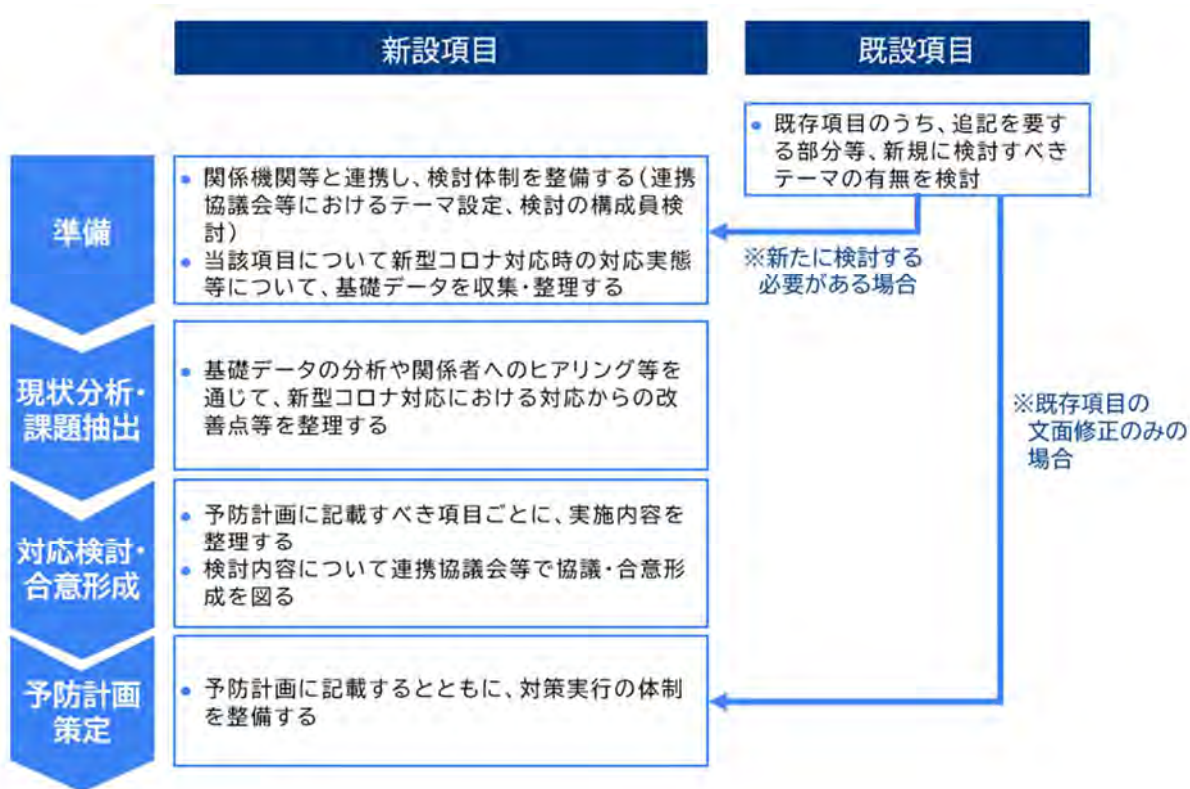 新設項目
既設項目
• 既存項目のうち、追記を要す
る部分等、新規に検討すべき
テーマの有無を検討
準備
• 関係機関等と連携し、検討体制を整備する（連携
協議会等におけるテーマ設定、検討の構成員検
討）
• 当該項目について新型コロナ対応時の対応実態
等について、基礎データを収集・整理する
※新たに検討する
必要がある場合
現状分析・
課題抽出
• 基礎データの分析や関係者へのヒアリング等を
通じて、新型コロナ対応における対応からの改
善点等を整理する
※既存項目の
文面修正のみの
場合
対応検討・
合意形成
• 予防計画に記載すべき項目ごとに、実施内容を
整理する
• 検討内容について連携協議会等で協議・合意形
成を図る
予防計画
策定
• 予防計画に記載するとともに、対策実行の体制
を整備する